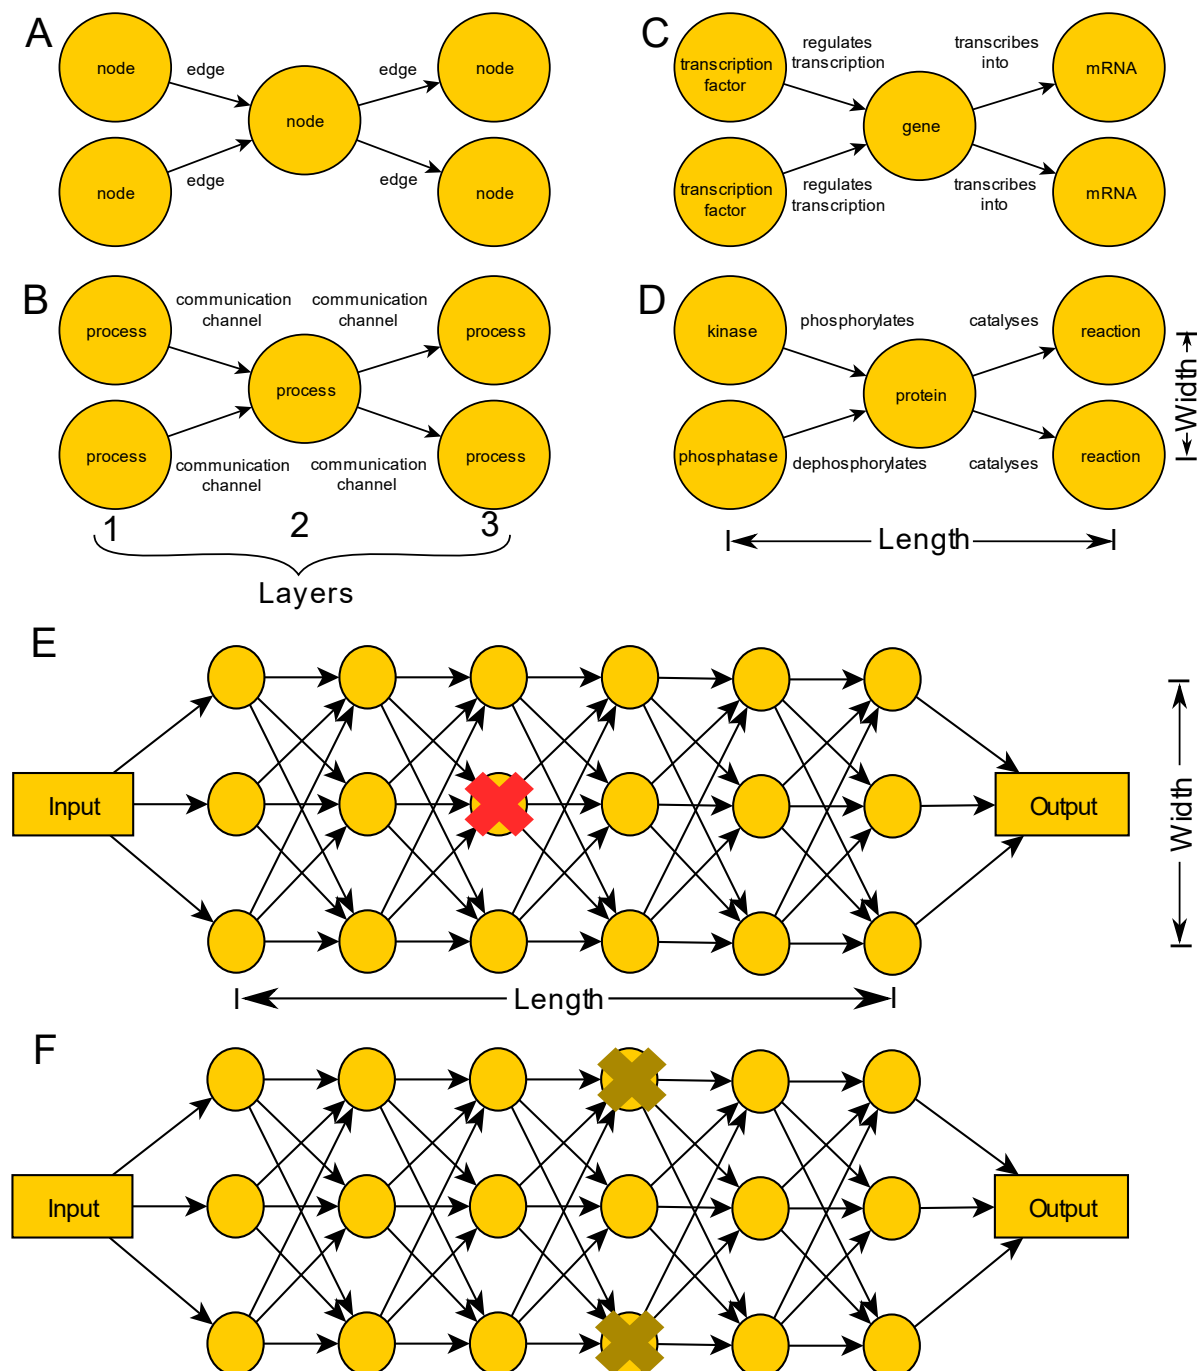 A
node
edge
edge
node
node
node
edge
edge
node
C
transcription
factor
regulates
transcription
transcribes
into
mRNA
gene
transcription
factor
regulates
transcription
transcribes
into
mRNA
B
process
communication
channel
communication
channel
process
process
process
communication
channel
communication
channel
process
1
2
3
Layers
D
kinase
phosphorylates
catalyses
reaction
protein
phosphatase
dephosphorylates
catalyses
reaction
Width
Length
E
Input
Output
Width
Length
F
Input
Output